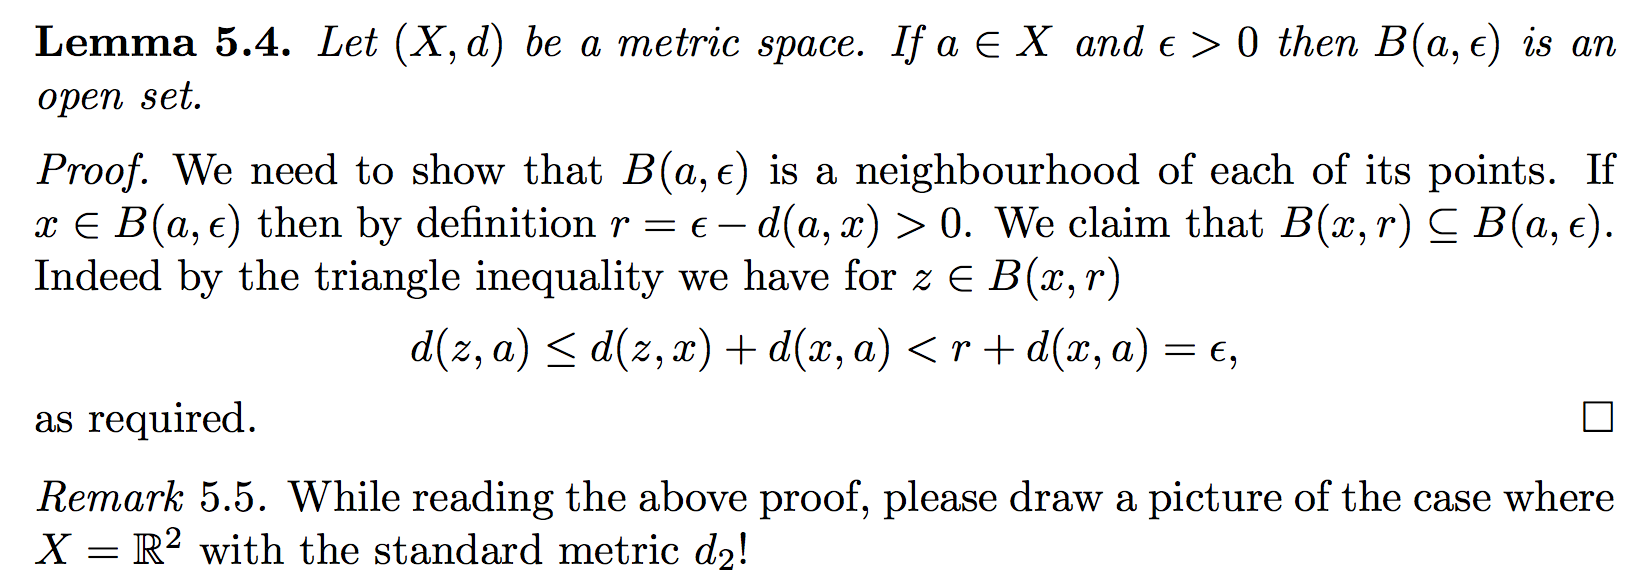 Lemma 5.4. Let (X, d) be a metric space. If a ∈ X and ϵ > 0 then B(a, ϵ) is an
open set.
Proof. We need to show that B(a, ϵ) is a neighbourhood of each of its points. If
x ∈ B(a, ϵ) then by definition r = ϵ − d(a, x) > 0. We claim that B(x, r) ⊆ B(a, ϵ).
Indeed by the triangle inequality we have for z ∈ B(x, r)
d(z, a) ≤ d(z, x) + d(x, a) < r + d(x, a) = ϵ,
as required. □
Remark 5.5. While reading the above proof, please draw a picture of the case where
X = ℝ² with the standard metric d₂!